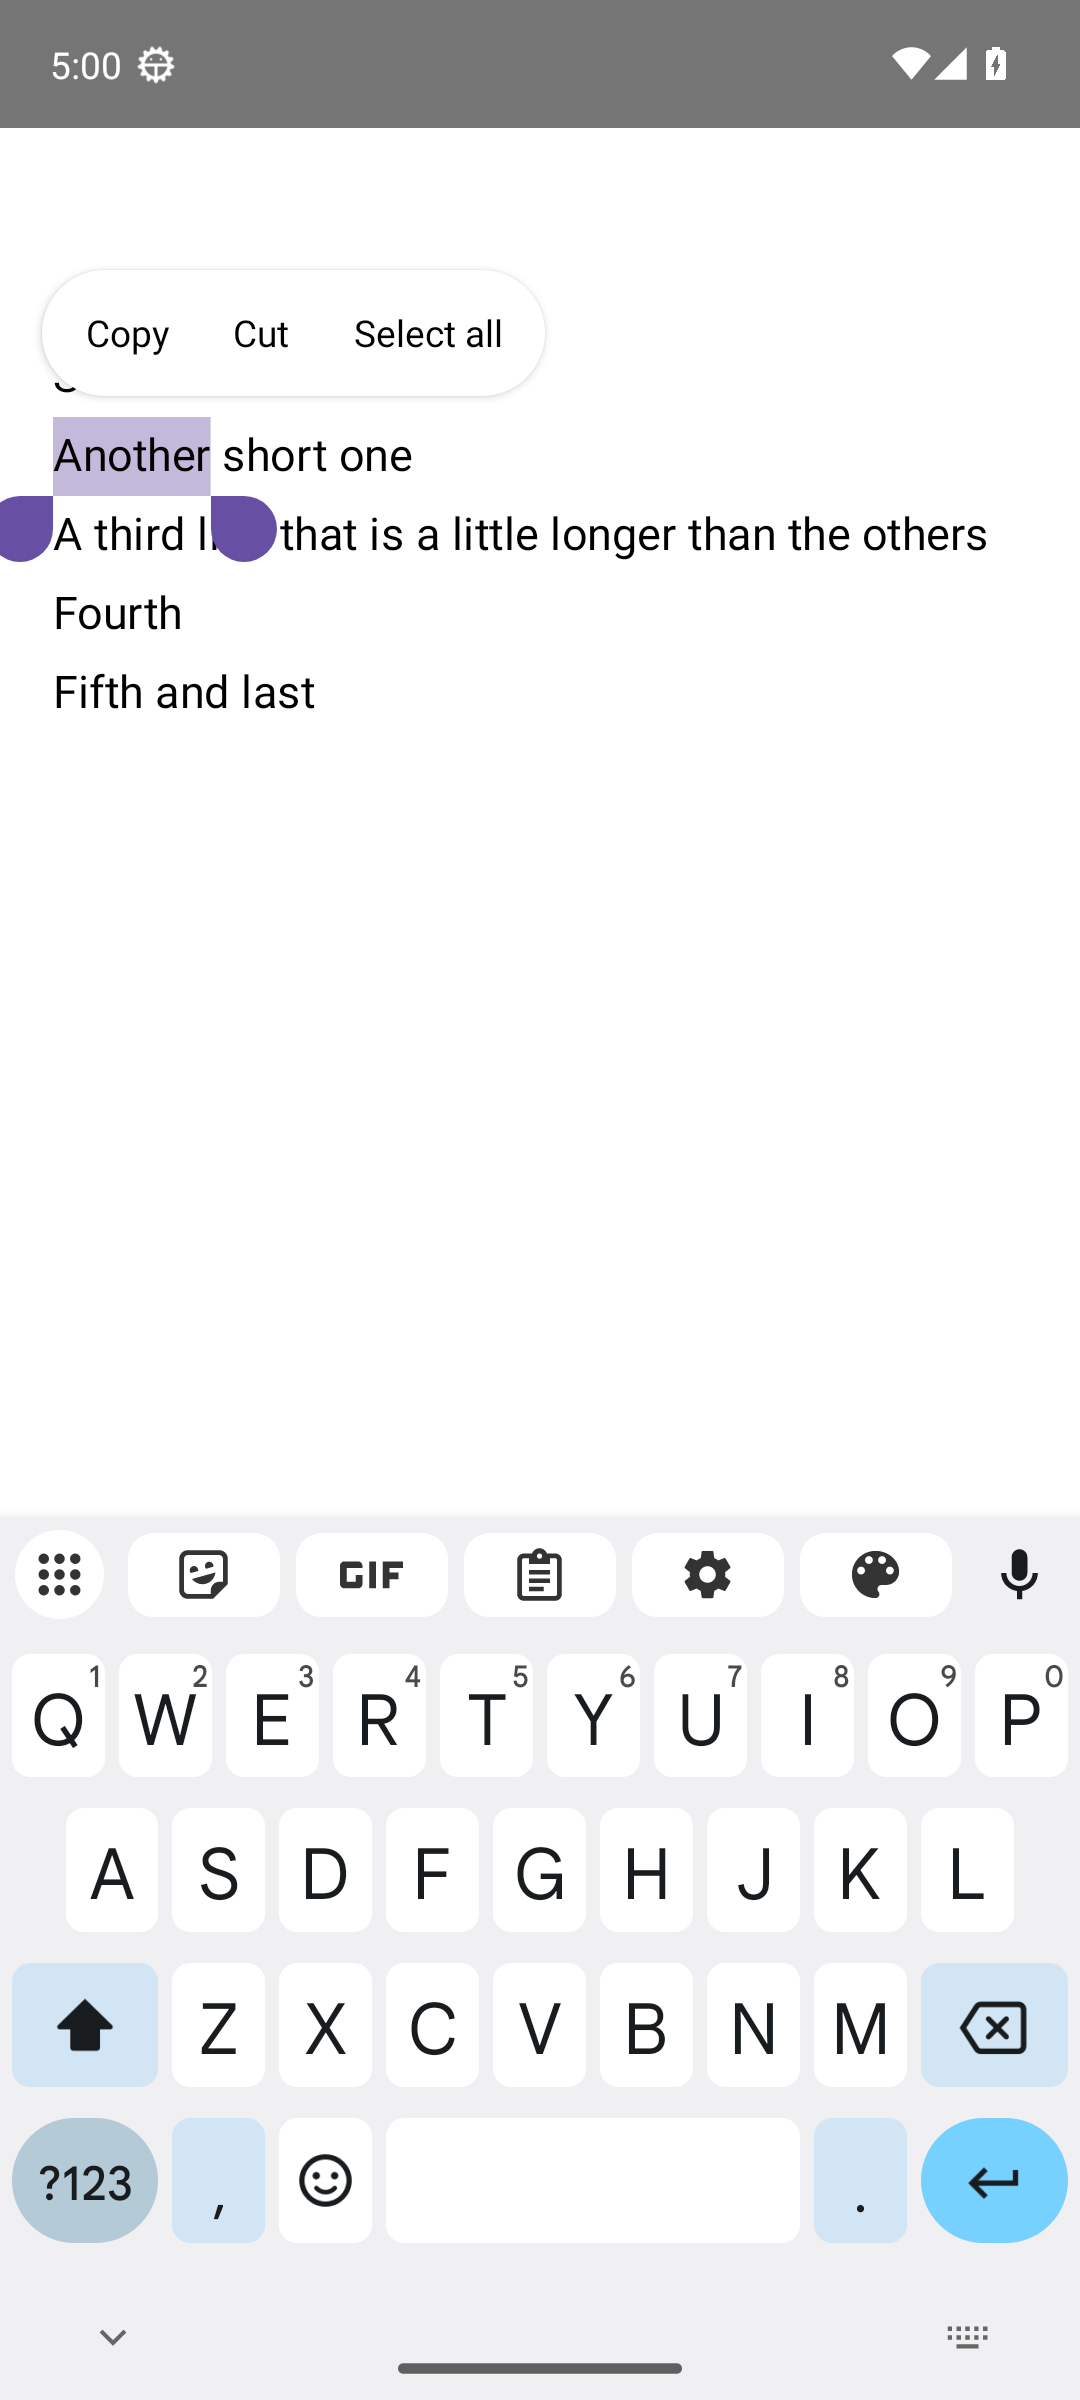 5:00
Copy Cut Select all
Another short one
A third that is a little longer than the others
Fourth
Fifth and last
GIF
Q 1 W 2 E 3 R 4 T 5 Y 6 U 7 I 8 O 9 P 0
A S D F G H J K L
Z X C V B N M
?123 , .